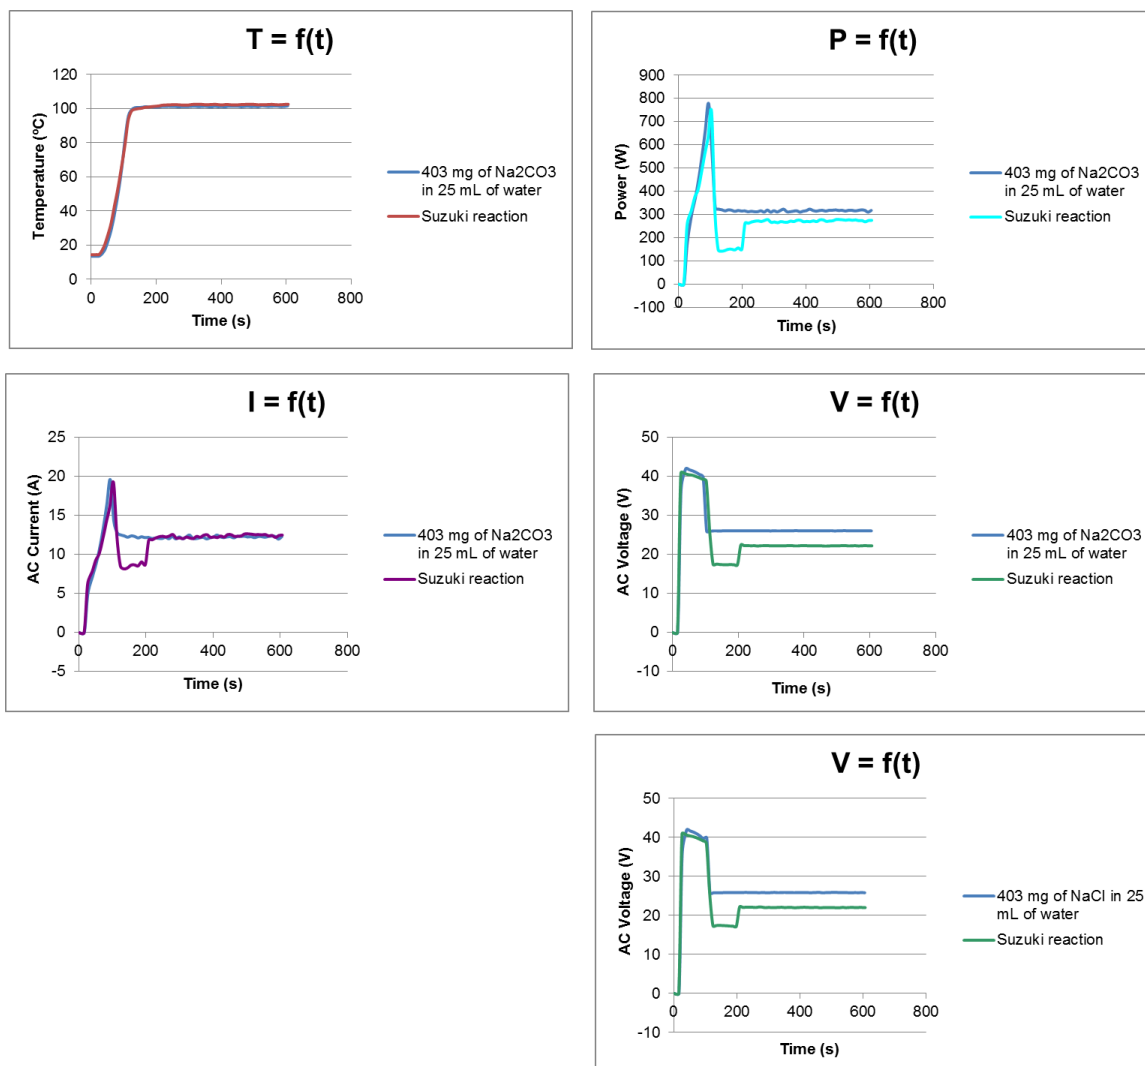 T = f(t)
120
100
80
60
40
20
0
0 200 400 600 800
Temperature (ºC)
Time (s)
403 mg of Na2CO3
in 25 mL of water
Suzuki reaction
P = f(t)
900
800
700
600
500
400
300
200
100
0
-100
0 200 400 600 800
Power (W)
Time (s)
403 mg of Na2CO3
in 25 mL of water
Suzuki reaction
I = f(t)
25
20
15
10
5
0
-5
0 200 400 600 800
AC Current (A)
Time (s)
403 mg of Na2CO3
in 25 mL of water
Suzuki reaction
V = f(t)
50
40
30
20
10
0
-10
0 200 400 600 800
AC Voltage (V)
Time (s)
403 mg of Na2CO3
in 25 mL of water
Suzuki reaction
V = f(t)
50
40
30
20
10
0
-10
0 200 400 600 800
AC Voltage (V)
Time (s)
403 mg of NaCl in 25
mL of water
Suzuki reaction